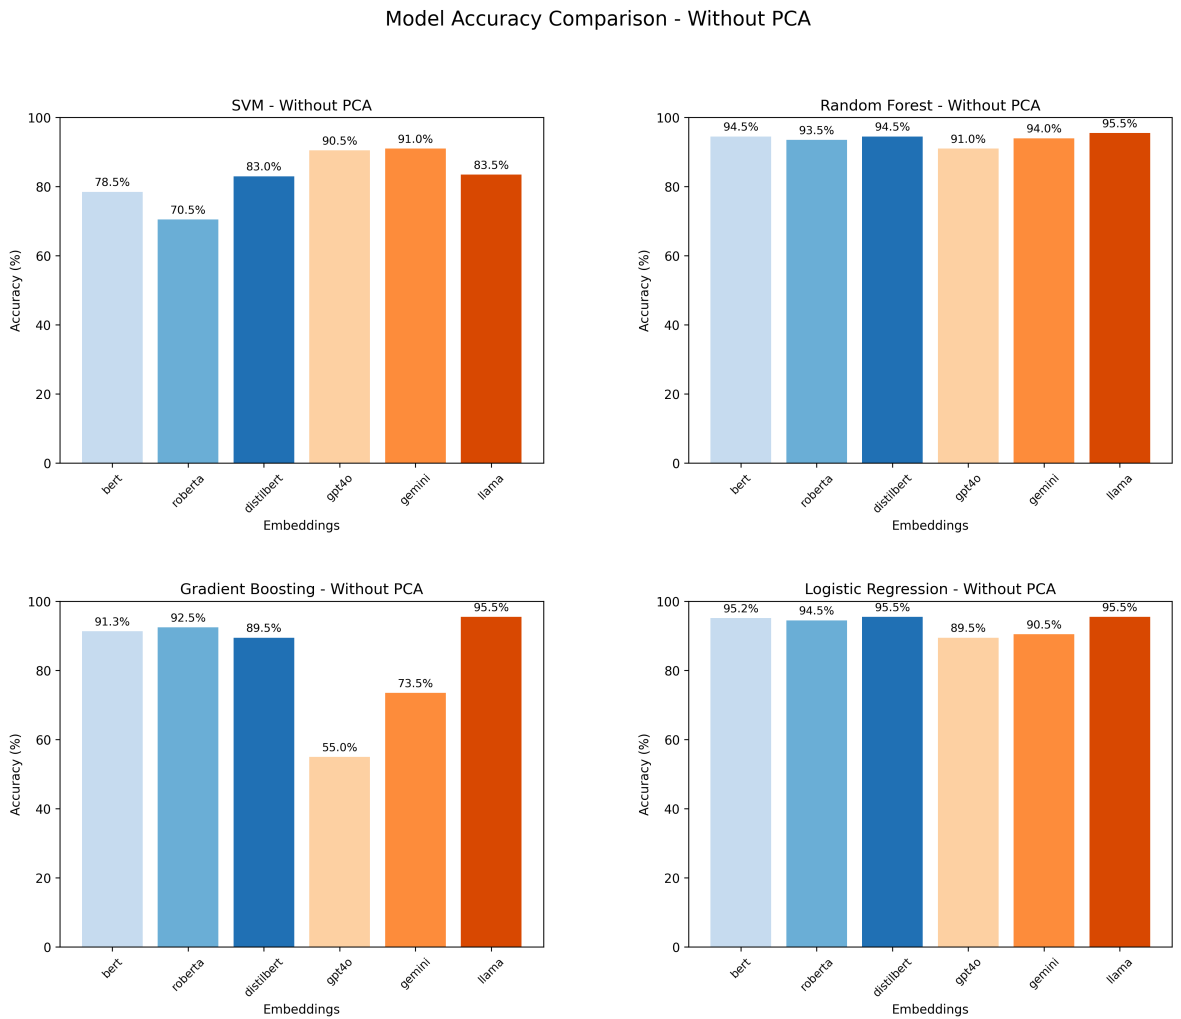 Model Accuracy Comparison - Without PCA
SVM - Without PCA
100
80
60
40
20
0
Accuracy (%)
78.5%
70.5%
83.0%
90.5%
91.0%
83.5%
bert
roberta
distilbert
gpt4o
gemini
llama
Embeddings
Random Forest - Without PCA
100
80
60
40
20
0
Accuracy (%)
94.5%
93.5%
94.5%
91.0%
94.0%
95.5%
bert
roberta
distilbert
gpt4o
gemini
llama
Embeddings
Gradient Boosting - Without PCA
100
80
60
40
20
0
Accuracy (%)
91.3%
92.5%
89.5%
55.0%
73.5%
95.5%
bert
roberta
distilbert
gpt4o
gemini
llama
Embeddings
Logistic Regression - Without PCA
100
80
60
40
20
0
Accuracy (%)
95.2%
94.5%
95.5%
89.5%
90.5%
95.5%
bert
roberta
distilbert
gpt4o
gemini
llama
Embeddings